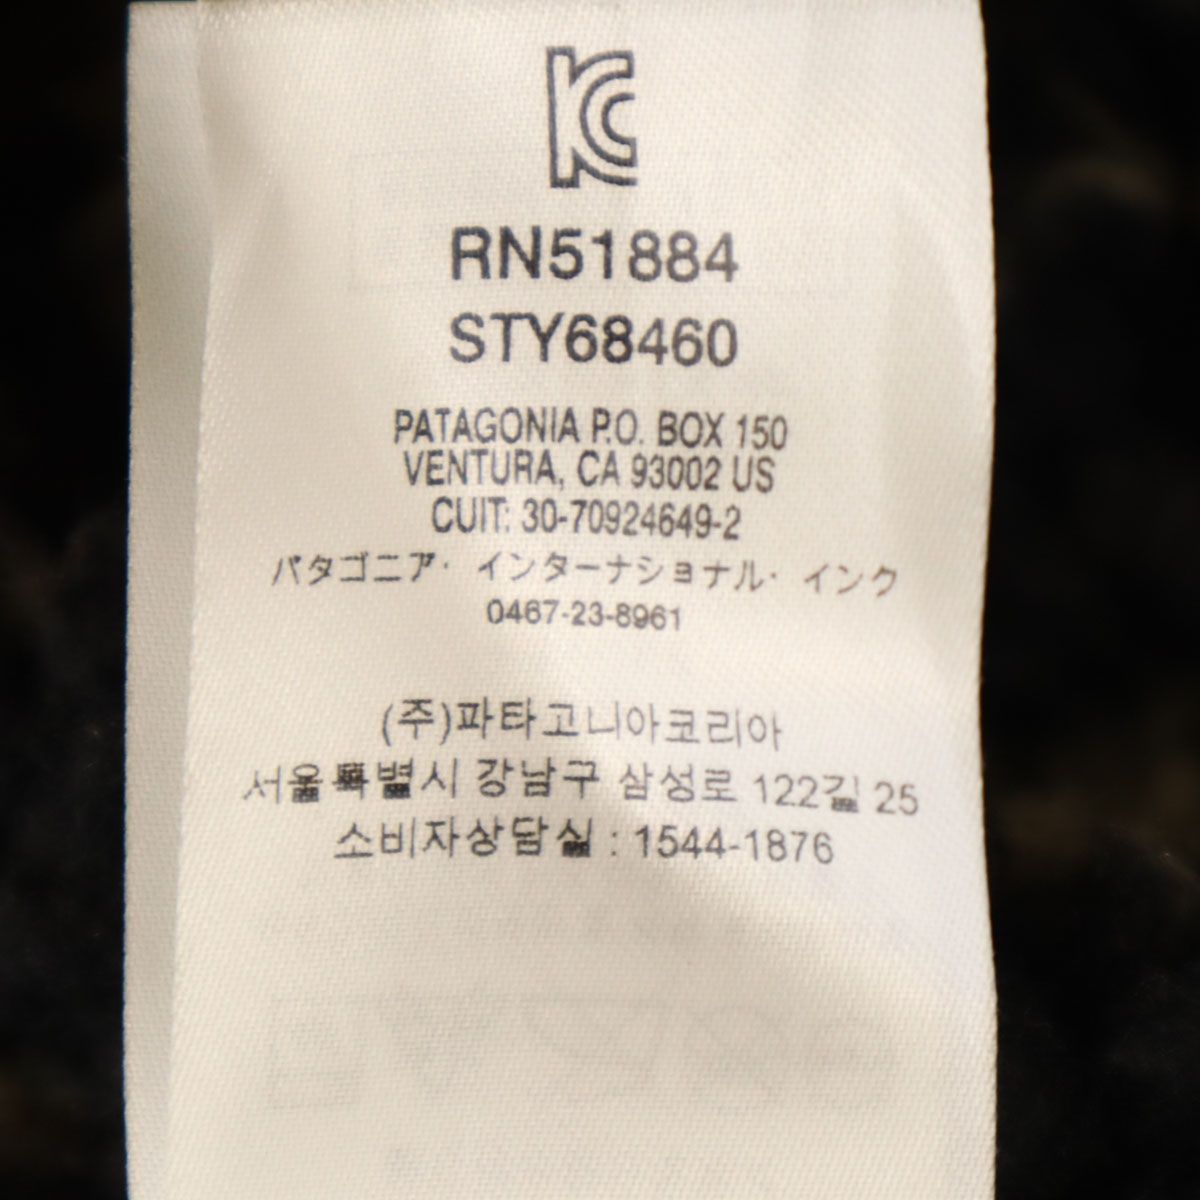 KC
RN51884
STY68460
PATAGONIA P.O. BOX 150
VENTURA, CA 93002 US
CUIT: 30-70924649-2
パタゴニア・インターナショナル・インク
0467-23-8961
(주)파타고니아코리아
서울특별시 강남구 삼성로 122길 25
소비자상담실 : 1544-1876